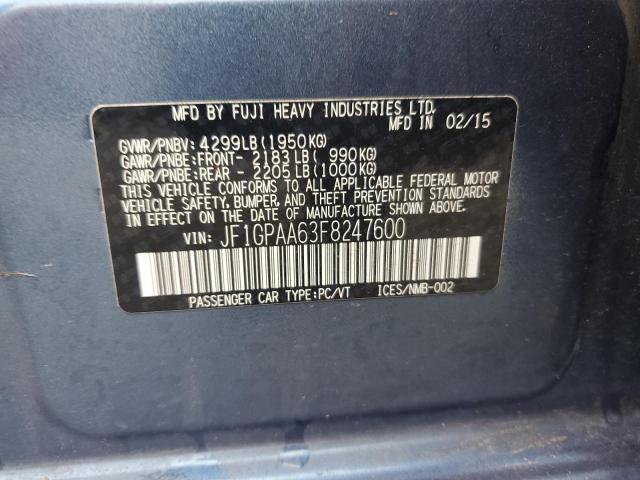 MFD BY FUJI HEAVY INDUSTRIES LTD.
MFD IN 02/15
GVWR/PNBV: 4299LB(1950KG)
GAWR/PNBE:FRONT- 2183LB( 990KG)
GAWR/PNBE:REAR - 2205LB(1000KG)
THIS VEHICLE CONFORMS TO ALL APPLICABLE FEDERAL MOTOR
VEHICLE SAFETY, BUMPER, AND THEFT PREVENTION STANDARDS
IN EFFECT ON THE DATE OF MANUFACTURE SHOWN ABOVE.
VIN: JF1GPAA63F8247600
PASSENGER CAR TYPE:PC/VT ICES/NMB-002